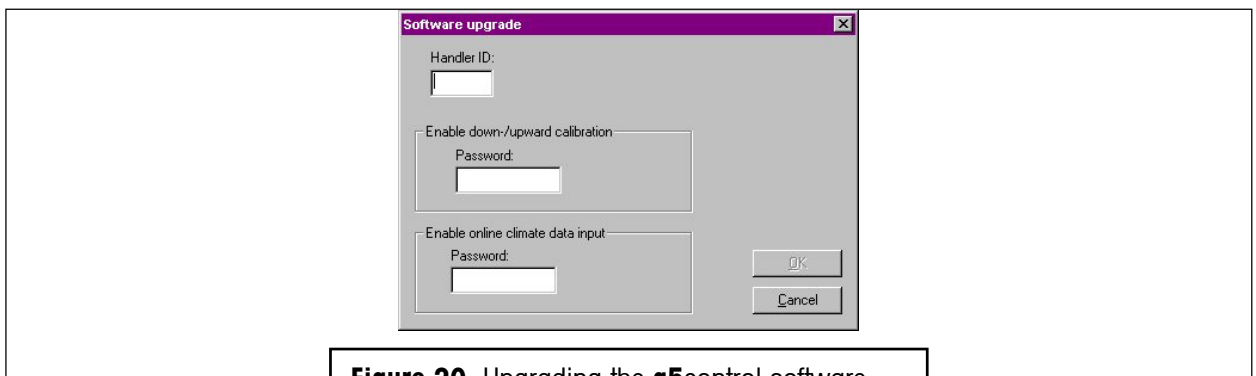 Software upgrade
Handler ID:
Enable down-/upward calibration
Password:
Enable online climate data input
Password:
OK
Cancel
Figure 20. Upgrading the a5control software